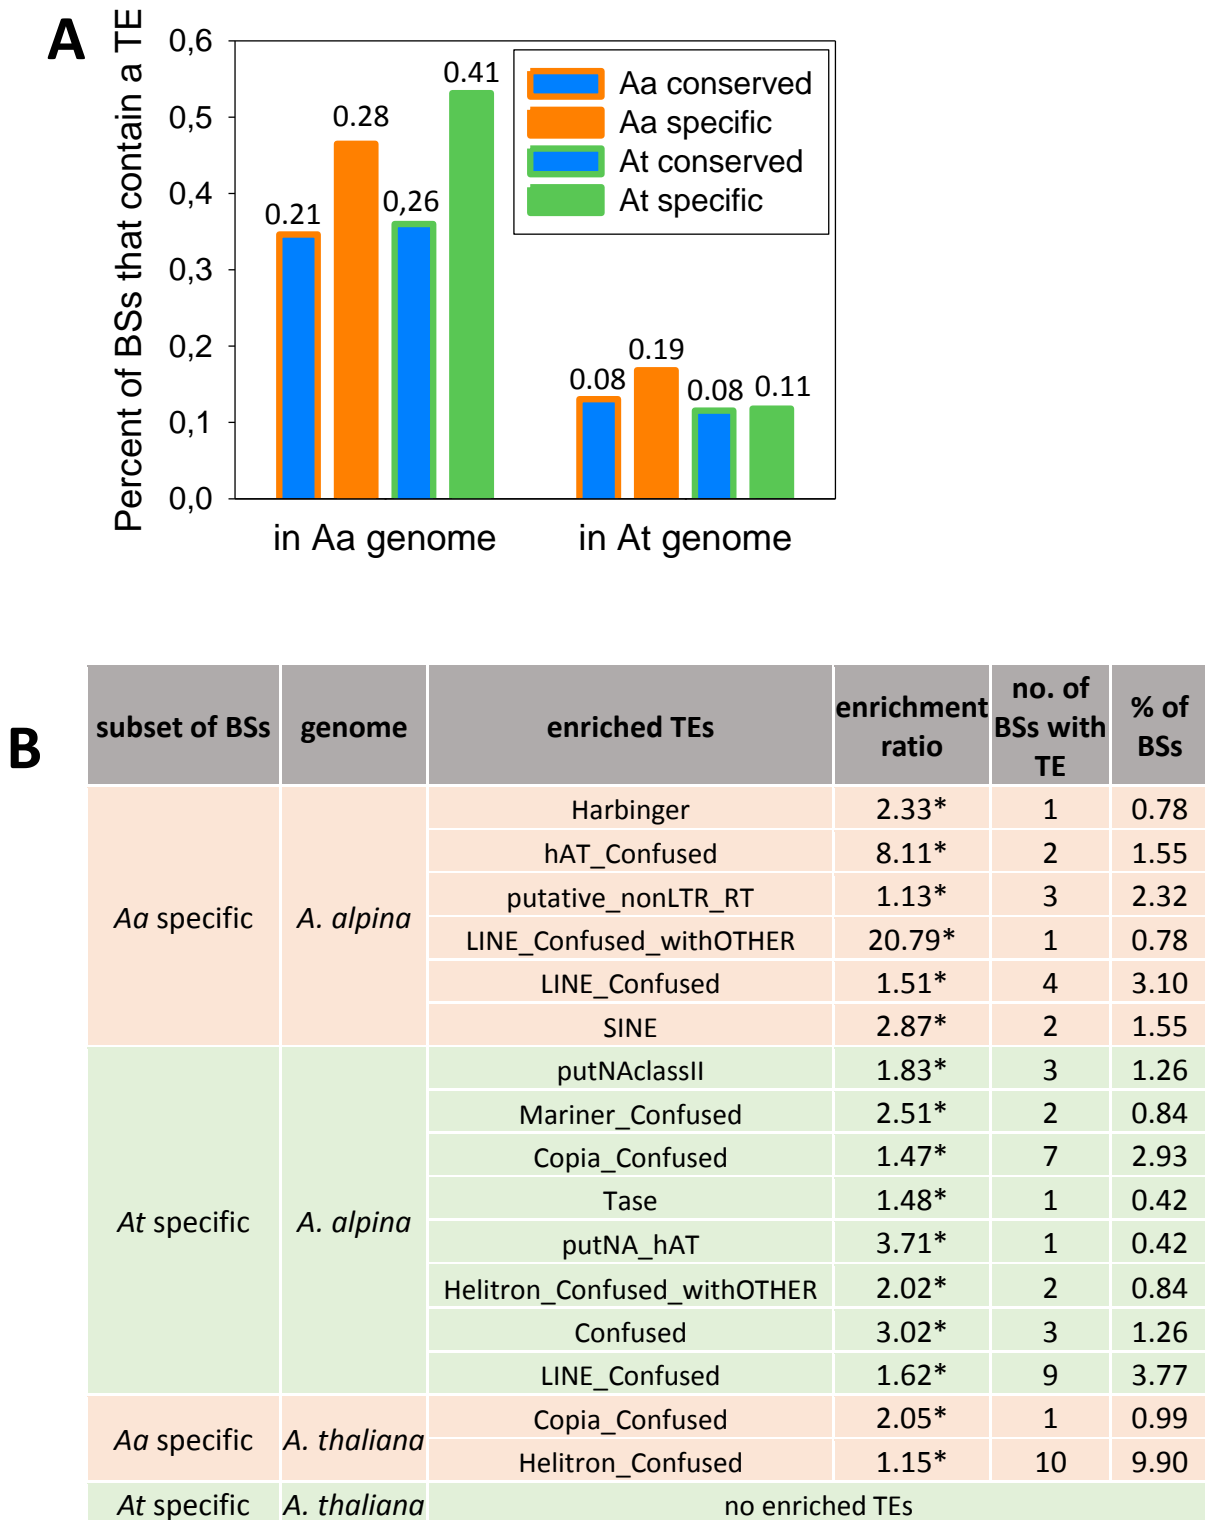 A
Percent of BSs that contain a TE
0,6
0,5
0,4
0,3
0,2
0,1
0,0
0.21
0.28
0,26
0.41
0.08
0.19
0.08
0.11
Aa conserved
Aa specific
At conserved
At specific
in Aa genome
in At genome
B
subset of BSs genome enriched TEs enrichment ratio no. of BSs with TE % of BSs
Aa specific A. alpina Harbinger 2.33* 1 0.78
hAT_Confused 8.11* 2 1.55
putative_nonLTR_RT 1.13* 3 2.32
LINE_Confused_withOTHER 20.79* 1 0.78
LINE_Confused 1.51* 4 3.10
SINE 2.87* 2 1.55
At specific A. alpina putNAclassII 1.83* 3 1.26
Mariner_Confused 2.51* 2 0.84
Copia_Confused 1.47* 7 2.93
Tase 1.48* 1 0.42
putNA_hAT 3.71* 1 0.42
Helitron_Confused_withOTHER 2.02* 2 0.84
Confused 3.02* 3 1.26
LINE_Confused 1.62* 9 3.77
Aa specific A. thaliana Copia_Confused 2.05* 1 0.99
Helitron_Confused 1.15* 10 9.90
At specific A. thaliana no enriched TEs